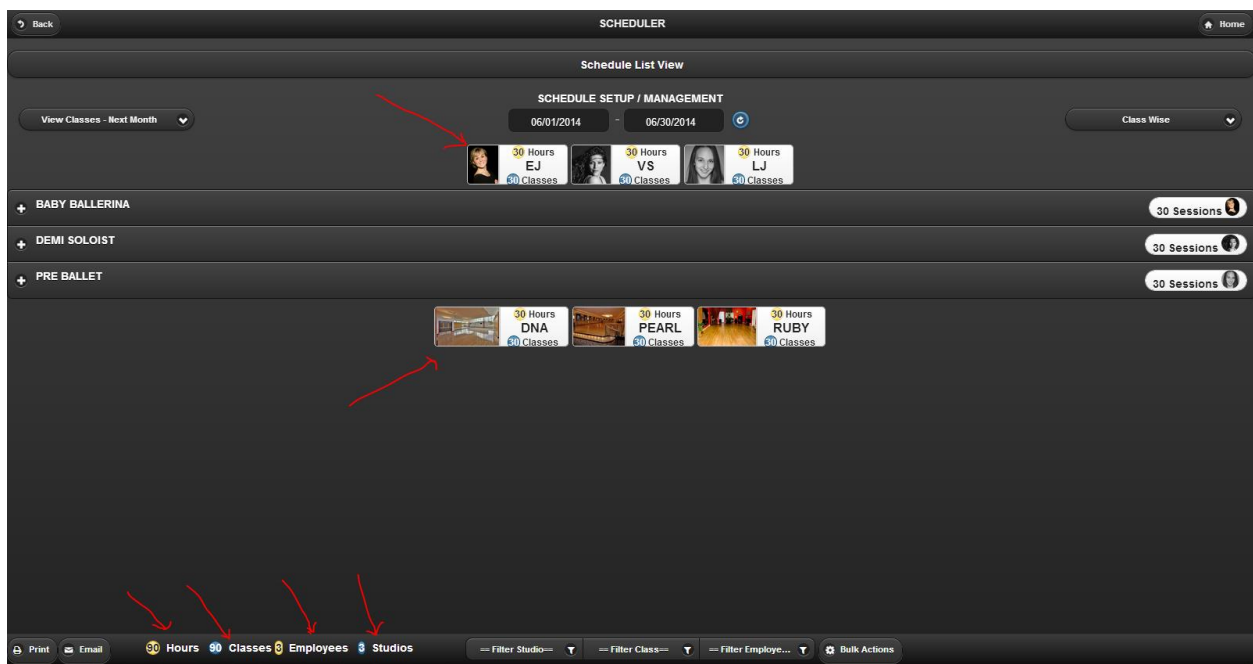 Back
SCHEDULER
Home
Schedule List View
SCHEDULE SETUP / MANAGEMENT
View Classes - Next Month
06/01/2014 - 06/30/2014
Class Wise
30 Hours
EJ
30 Classes
30 Hours
VS
30 Classes
30 Hours
LJ
30 Classes
BABY BALLERINA
30 Sessions
DEMI SOLOIST
30 Sessions
PRE BALLET
30 Sessions
30 Hours
DNA
30 Classes
30 Hours
PEARL
30 Classes
30 Hours
RUBY
30 Classes
Print Email 90 Hours 90 Classes 3 Employees 3 Studios == Filter Studio== == Filter Class== == Filter Employe... Bulk Actions